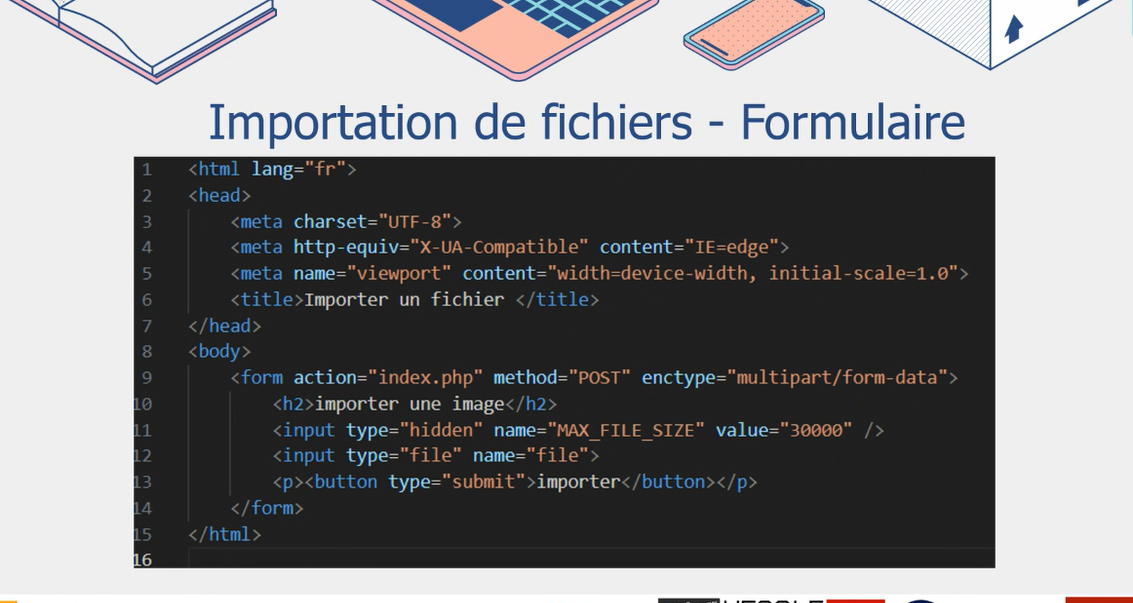 Importation de fichiers - Formulaire
1 <html lang="fr">
2 <head>
3 <meta charset="UTF-8">
4 <meta http-equiv="X-UA-Compatible" content="IE=edge">
5 <meta name="viewport" content="width=device-width, initial-scale=1.0">
6 <title>Importer un fichier </title>
7 </head>
8 <body>
9 <form action="index.php" method="POST" enctype="multipart/form-data">
10 <h2>importer une image</h2>
11 <input type="hidden" name="MAX_FILE_SIZE" value="30000" />
12 <input type="file" name="file">
13 <p><button type="submit">importer</button></p>
14 </form>
15 </html>
16